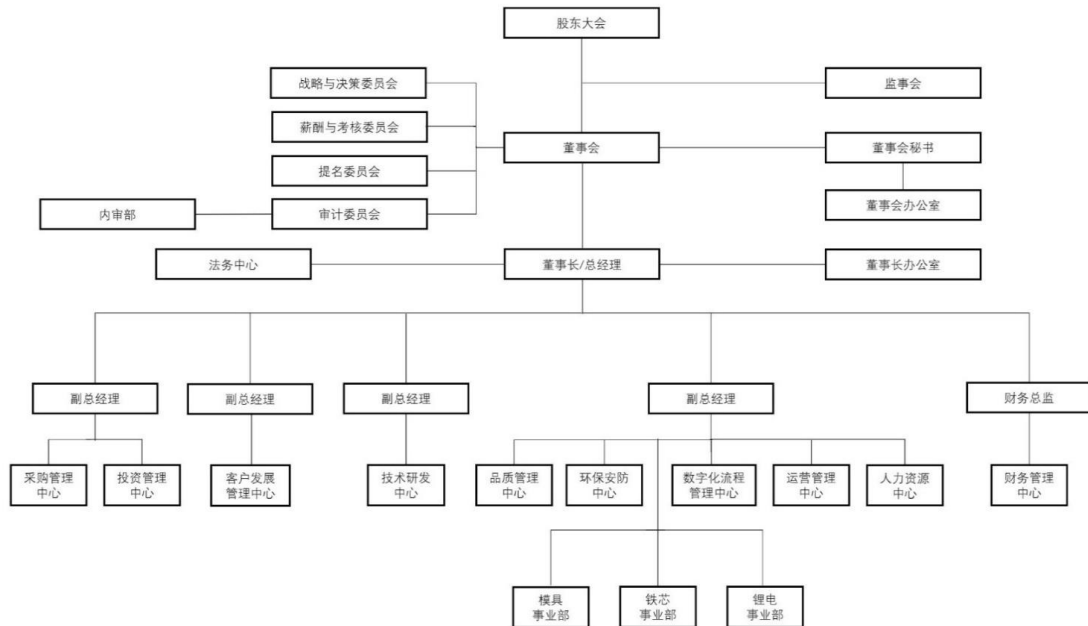 股东大会
战略与决策委员会
监事会
薪酬与考核委员会
董事会
董事会秘书
提名委员会
董事会办公室
内审部
审计委员会
法务中心
董事长/总经理
董事长办公室
副总经理
副总经理
副总经理
副总经理
财务总监
采购管理
中心
投资管理
中心
客户发展
管理中心
技术研发
中心
品质管理
中心
环保安防
中心
数字化流程
管理中心
运营管理
中心
人力资源
中心
财务管理
中心
模具
事业部
铁芯
事业部
锂电
事业部